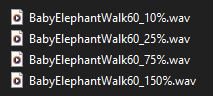 BabyElephantWalk60_10%.wav
BabyElephantWalk60_25%.wav
BabyElephantWalk60_75%.wav
BabyElephantWalk60_150%.wav